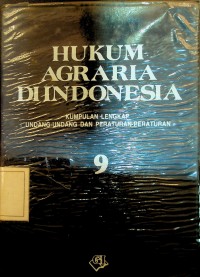 HUKUM
AGRARIA
DI INDONESIA
KUMPULAN LENGKAP
UNDANG-UNDANG DAN PERATURAN-PERATURAN
9